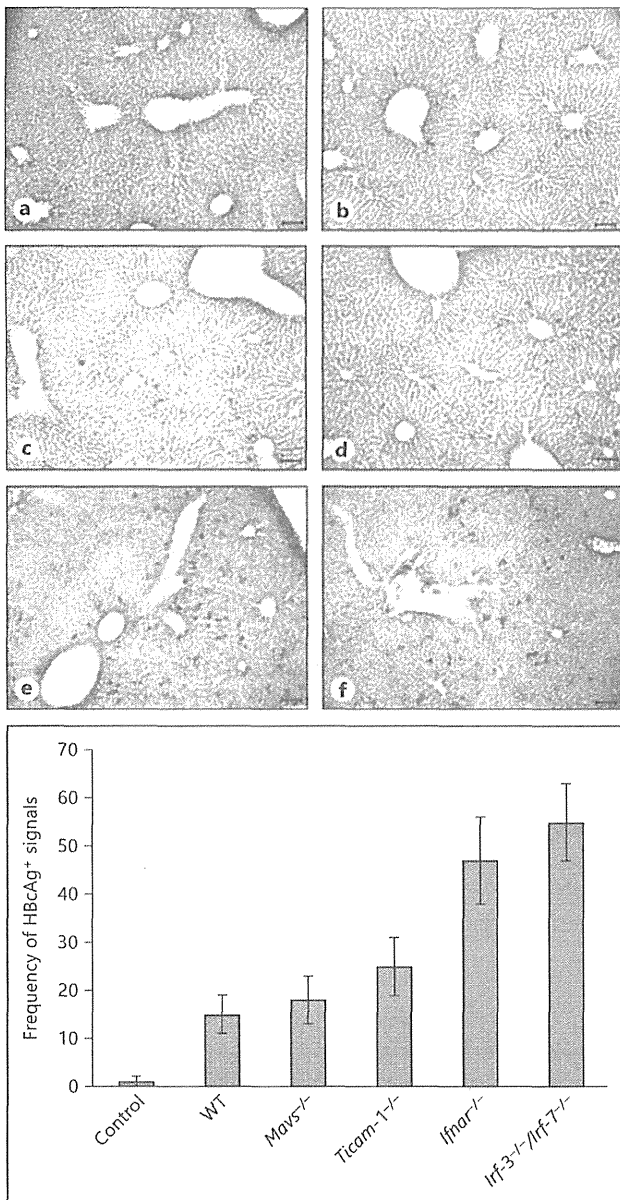 a
b
c
d
e
f
70
60
50
40
30
20
10
0
Frequency of HBcAg⁺ signals
Control
WT
Mavs⁻/⁻
Ticam-1⁻/⁻
Ifnar⁻/⁻
Irf-3⁻/⁻/Irf-7⁻/⁻